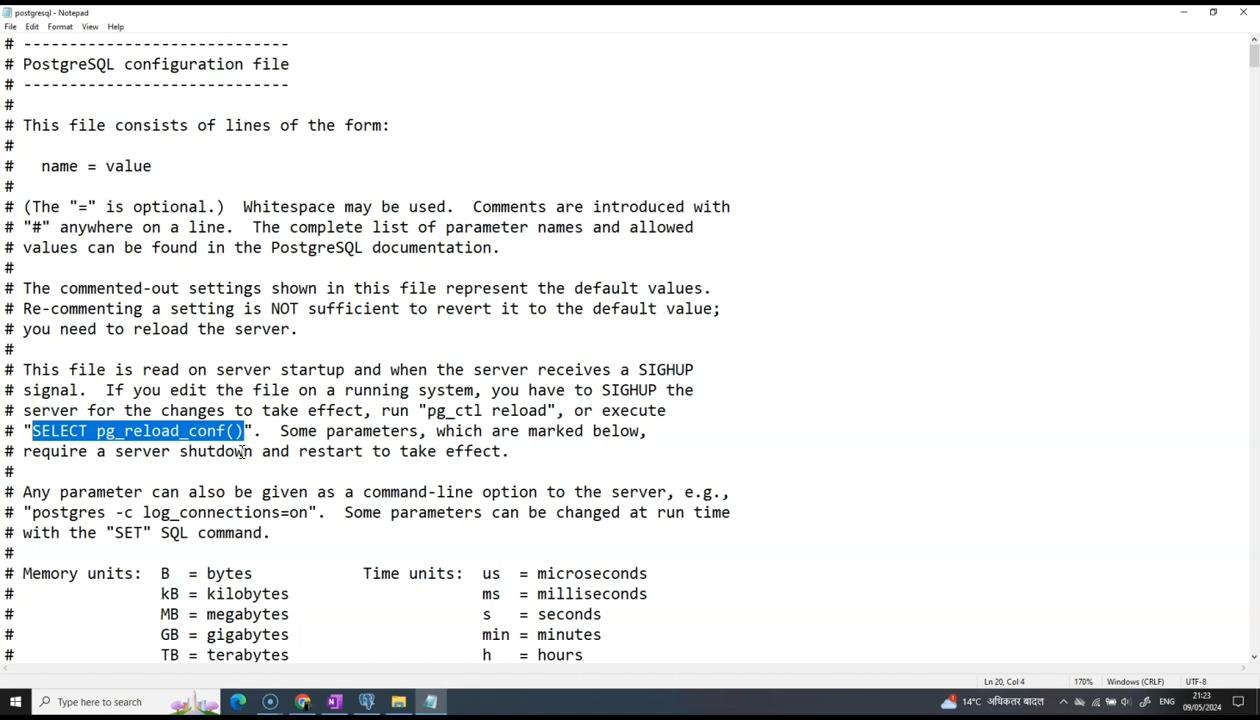 postgresql - Notepad
File Edit Format View Help
# -----------------------------
# PostgreSQL configuration file
# -----------------------------
#
# This file consists of lines of the form:
#
#   name = value
#
# (The "=" is optional.)  Whitespace may be used.  Comments are introduced with
# "#" anywhere on a line.  The complete list of parameter names and allowed
# values can be found in the PostgreSQL documentation.
#
# The commented-out settings shown in this file represent the default values.
# Re-commenting a setting is NOT sufficient to revert it to the default value;
# you need to reload the server.
#
# This file is read on server startup and when the server receives a SIGHUP
# signal.  If you edit the file on a running system, you have to SIGHUP the
# server for the changes to take effect, run "pg_ctl reload", or execute
# "SELECT pg_reload_conf()".  Some parameters, which are marked below,
# require a server shutdown and restart to take effect.
#
# Any parameter can also be given as a command-line option to the server, e.g.,
# "postgres -c log_connections=on".  Some parameters can be changed at run time
# with the "SET" SQL command.
#
# Memory units:  B  = bytes            Time units:  us  = microseconds
#                kB = kilobytes                     ms  = milliseconds
#                MB = megabytes                     s   = seconds
#                GB = gigabytes                     min = minutes
#                TB = terabytes                     h   = hours
Ln 20, Col 4 170% Windows (CRLF) UTF-8
Type here to search 14°C अधिकतर बादल ENG 21:23
09/05/2024